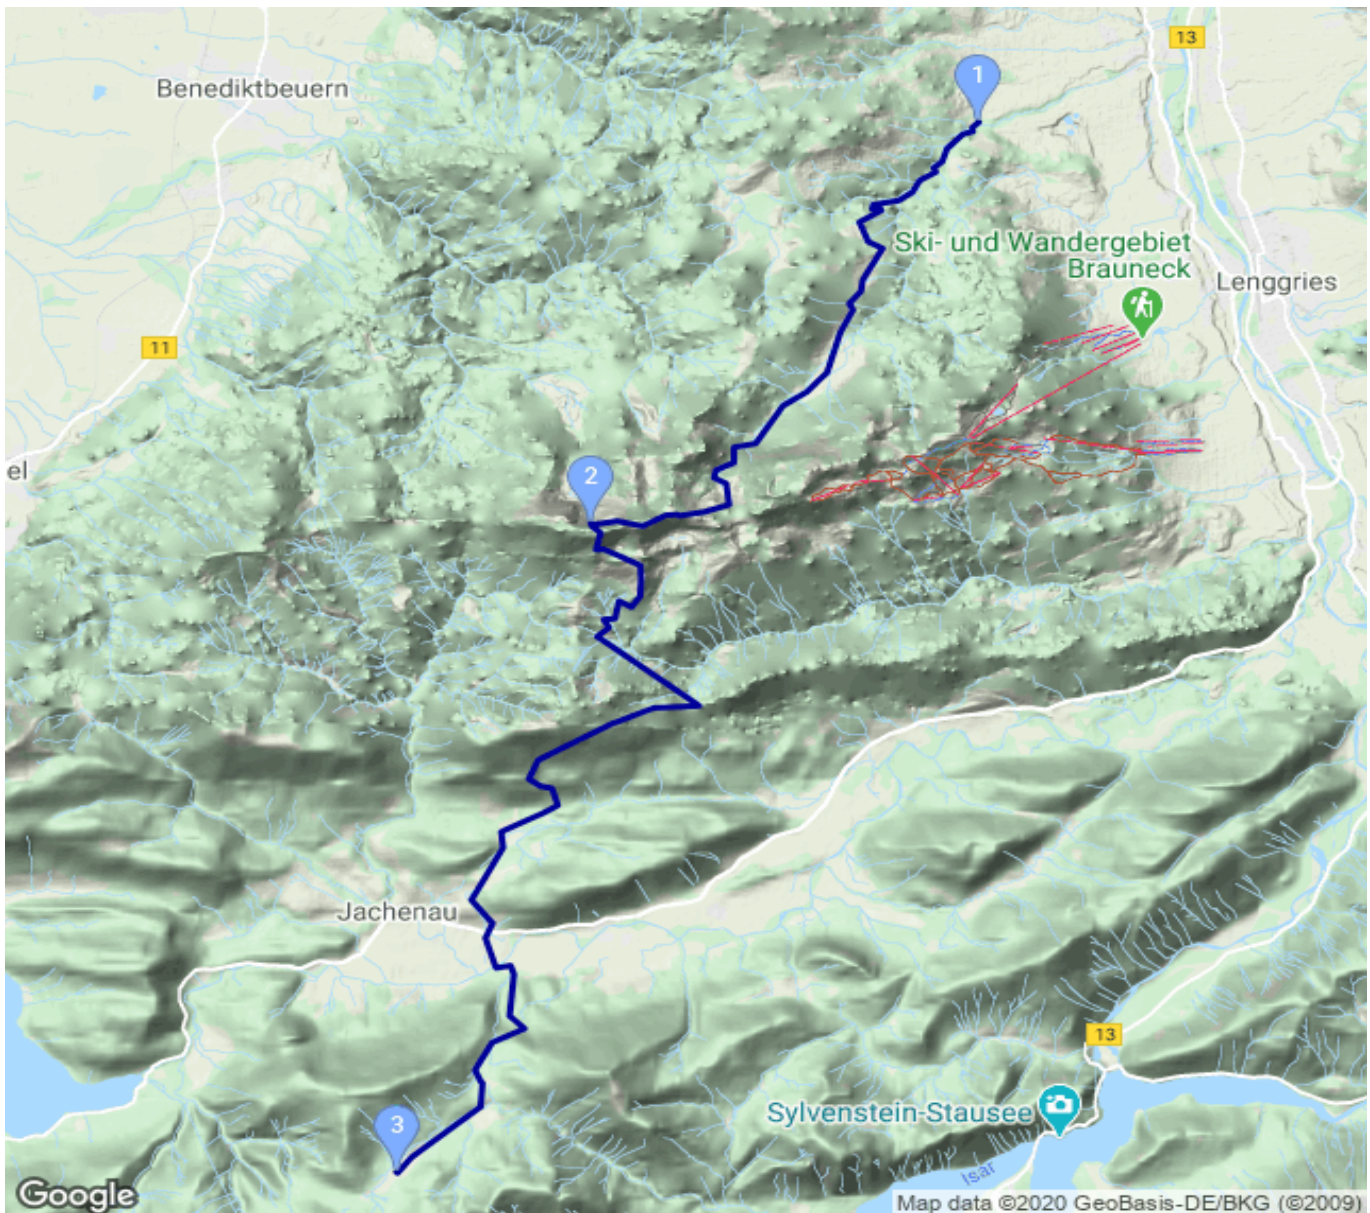 13
1
Benediktbeuern
Ski- und Wandergebiet
Brauneck
Lenggries
11
el
2
Jachenau
13
Sylvenstein-Stausee
3
Isar
Google
Map data ©2020 GeoBasis-DE/BKG (©2009)